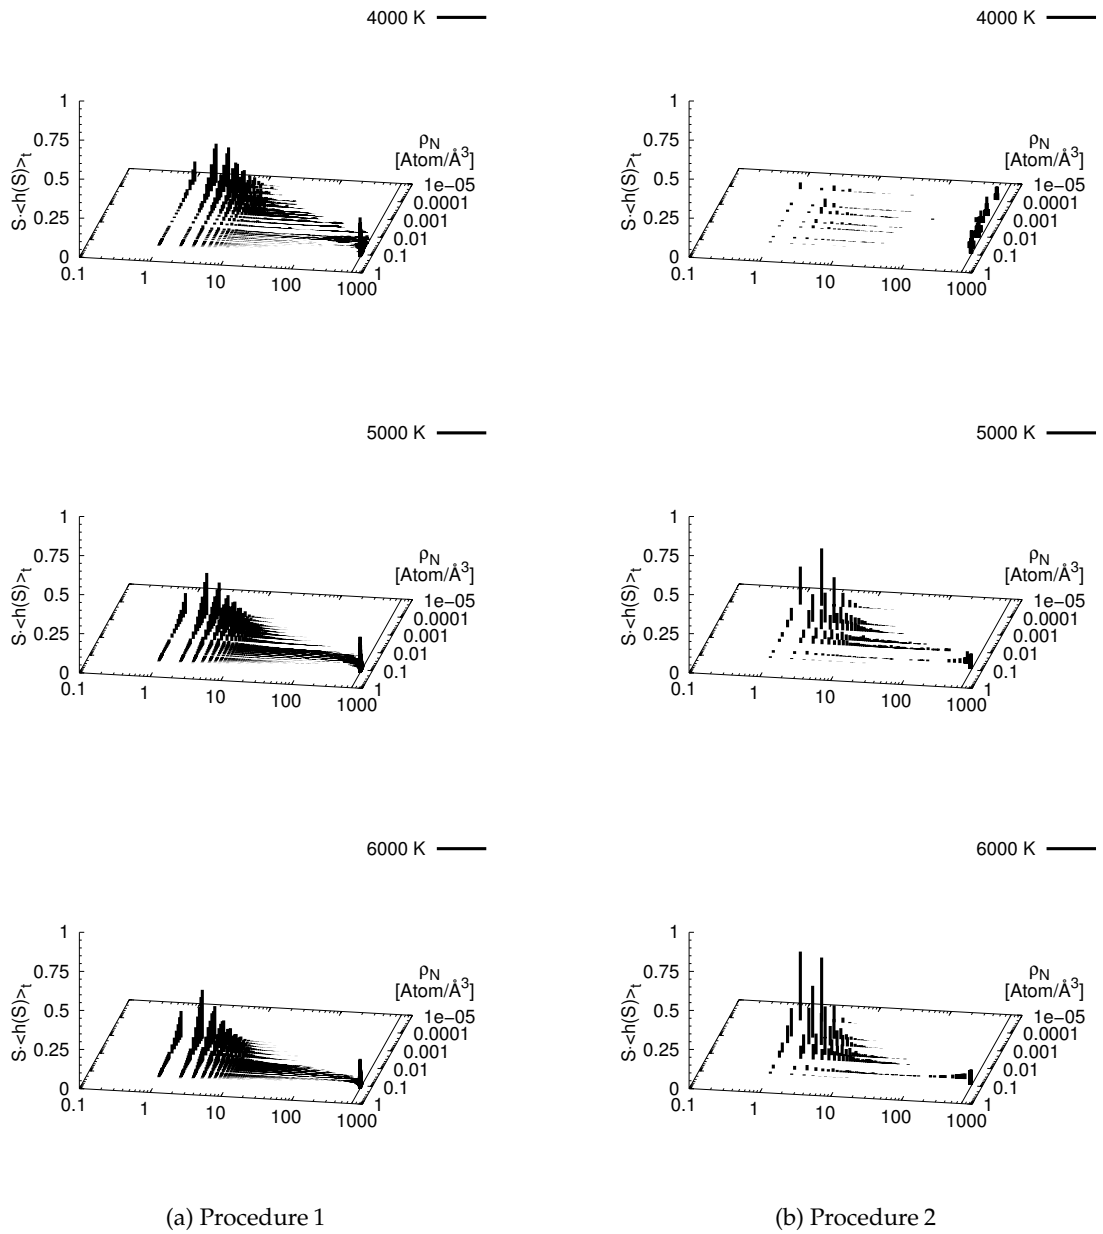 4000 K
1
0.75
0.5
0.25
0
S·<h(S)>t
ρN
[Atom/Å3]
1e-05
0.0001
0.001
0.01
0.1
1
0.1
1
10
100
1000
4000 K
1
0.75
0.5
0.25
0
S·<h(S)>t
ρN
[Atom/Å3]
1e-05
0.0001
0.001
0.01
0.1
1
0.1
1
10
100
1000
5000 K
1
0.75
0.5
0.25
0
S·<h(S)>t
ρN
[Atom/Å3]
1e-05
0.0001
0.001
0.01
0.1
1
0.1
1
10
100
1000
5000 K
1
0.75
0.5
0.25
0
S·<h(S)>t
ρN
[Atom/Å3]
1e-05
0.0001
0.001
0.01
0.1
1
0.1
1
10
100
1000
6000 K
1
0.75
0.5
0.25
0
S·<h(S)>t
ρN
[Atom/Å3]
1e-05
0.0001
0.001
0.01
0.1
1
0.1
1
10
100
1000
6000 K
1
0.75
0.5
0.25
0
S·<h(S)>t
ρN
[Atom/Å3]
1e-05
0.0001
0.001
0.01
0.1
1
0.1
1
10
100
1000
(a) Procedure 1
(b) Procedure 2